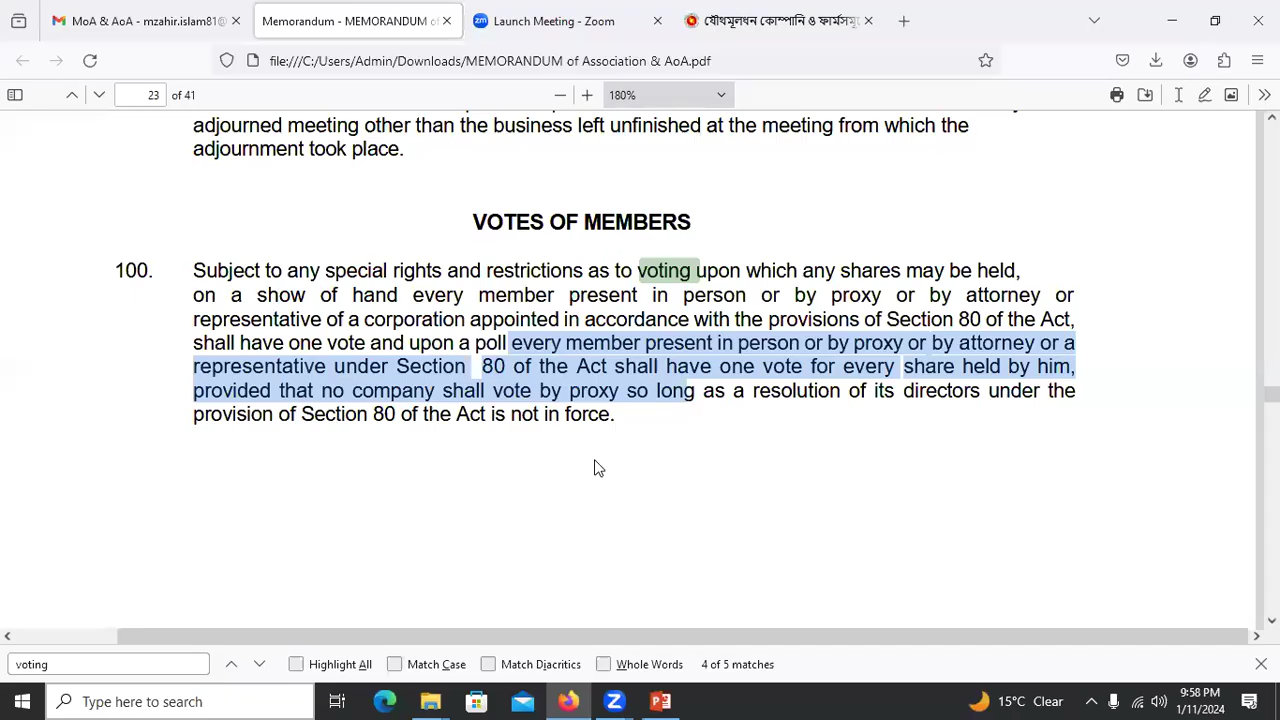 MoA & AoA - mzahir.islam81@
Memorandum - MEMORANDUM of
Launch Meeting - Zoom
যৌথমূলধন কোম্পানি ও ফার্মসমূ
file:///C:/Users/Admin/Downloads/MEMORANDUM of Association & AoA.pdf
23 of 41
180%
adjourned meeting other than the business left unfinished at the meeting from which the
adjournment took place.
VOTES OF MEMBERS
100. Subject to any special rights and restrictions as to voting upon which any shares may be held,
on a show of hand every member present in person or by proxy or by attorney or
representative of a corporation appointed in accordance with the provisions of Section 80 of the Act,
shall have one vote and upon a poll every member present in person or by proxy or by attorney or a
representative under Section 80 of the Act shall have one vote for every share held by him,
provided that no company shall vote by proxy so long as a resolution of its directors under the
provision of Section 80 of the Act is not in force.
voting
Highlight All
Match Case
Match Diacritics
Whole Words
4 of 5 matches
Type here to search
15°C Clear
9:58 PM
1/11/2024